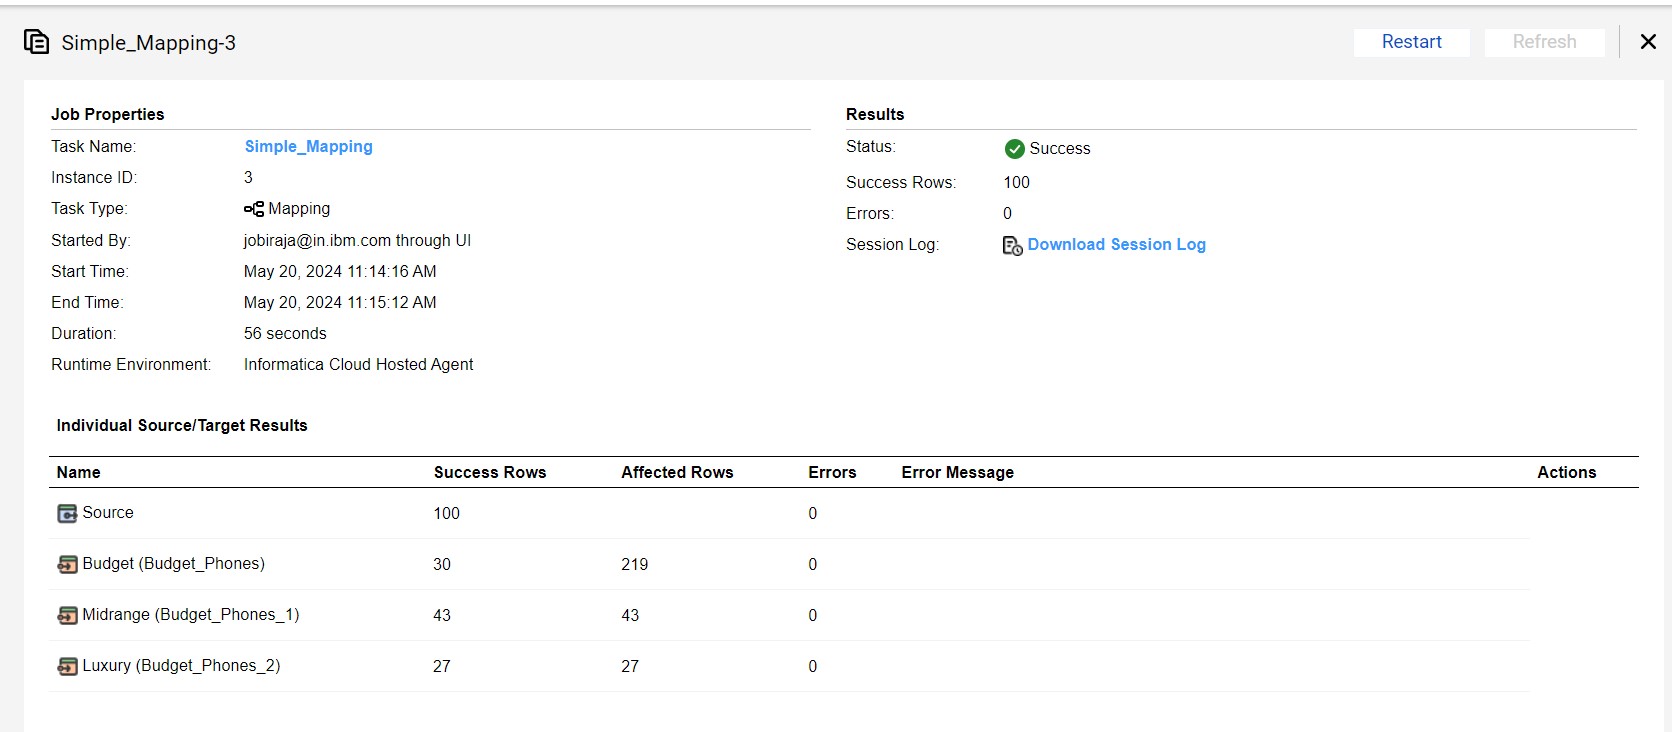 Simple_Mapping-3
Restart
Refresh
Job Properties
Task Name: Simple_Mapping
Instance ID: 3
Task Type: Mapping
Started By: jobiraja@in.ibm.com through UI
Start Time: May 20, 2024 11:14:16 AM
End Time: May 20, 2024 11:15:12 AM
Duration: 56 seconds
Runtime Environment: Informatica Cloud Hosted Agent
Results
Status: Success
Success Rows: 100
Errors: 0
Session Log: Download Session Log
Individual Source/Target Results
Name Success Rows Affected Rows Errors Error Message Actions
Source 100 0
Budget (Budget_Phones) 30 219 0
Midrange (Budget_Phones_1) 43 43 0
Luxury (Budget_Phones_2) 27 27 0